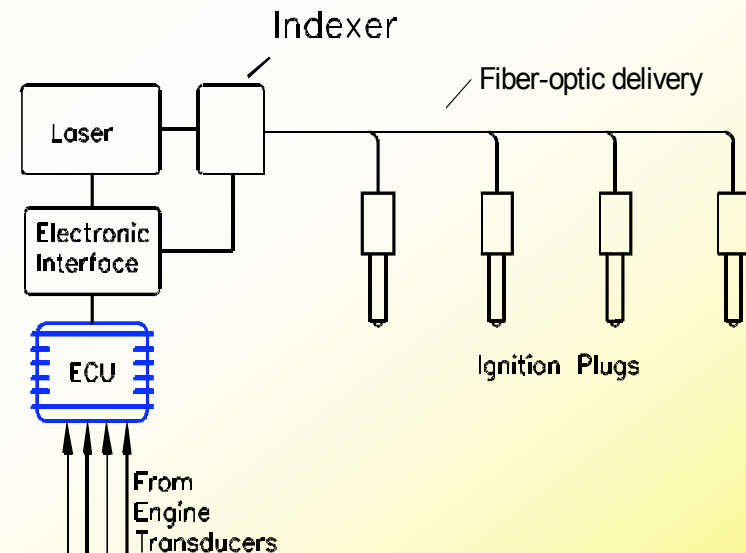 Indexer
Fiber-optic delivery
Laser
Electronic
Interface
ECU
Ignition Plugs
From
Engine
Transducers